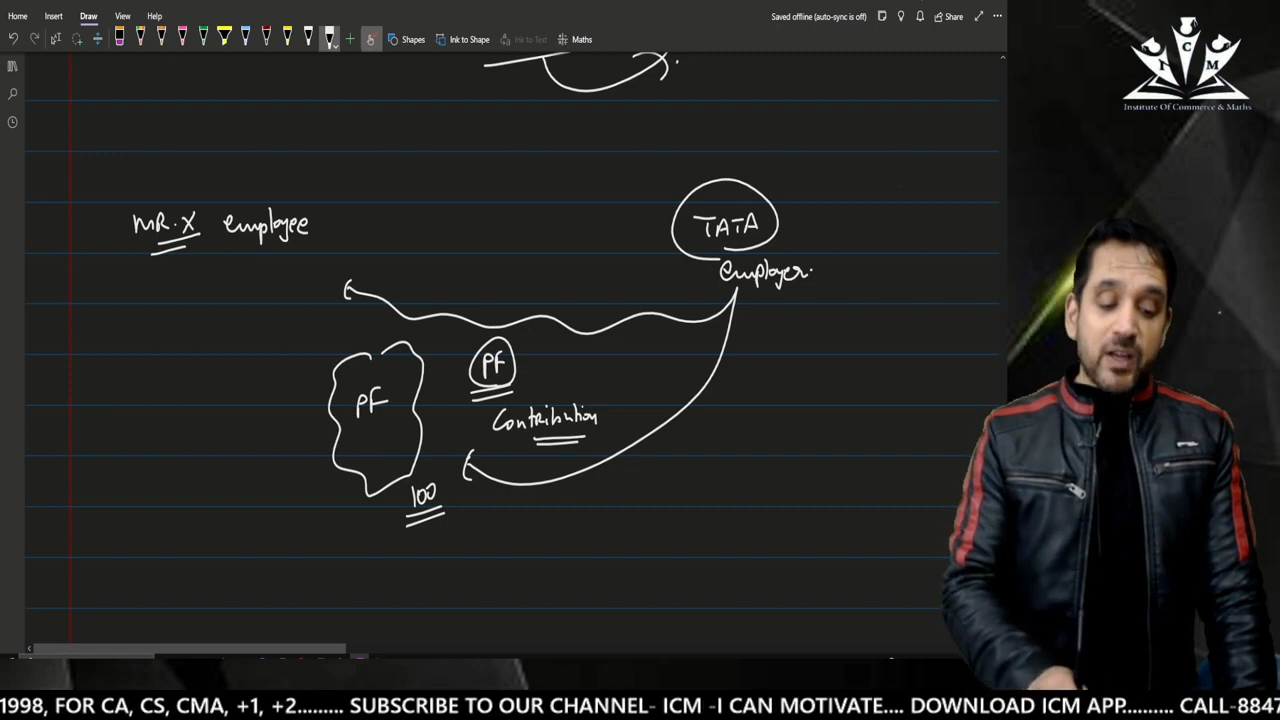 Home Insert Draw View Help
Saved offline (auto-sync is off) Share
Shapes Ink to Shape Ink to Text Maths
I C M
Institute Of Commerce & Maths
MR.X employee
TATA
employer.
PF
PF
Contribution
100
1998, FOR CA, CS, CMA, +1, +2......... SUBSCRIBE TO OUR CHANNEL- ICM -I CAN MOTIVATE.... DOWNLOAD ICM APP......... CALL-8847